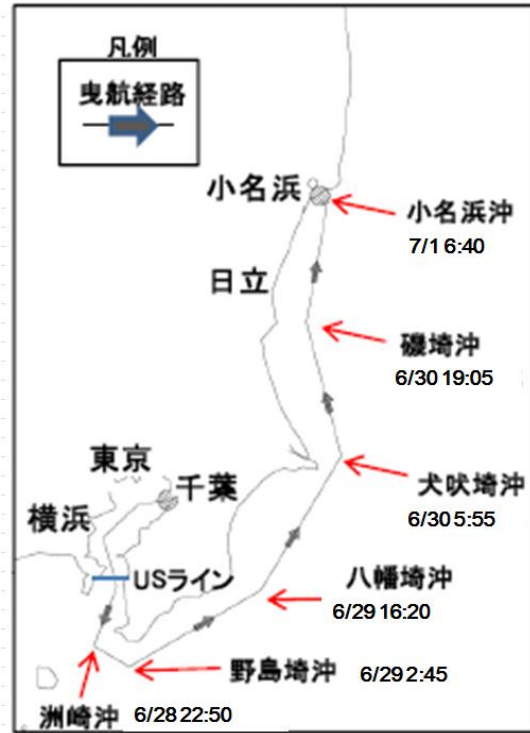 凡例
曳航経路
小名浜
小名浜沖
7/1 6:40
日立
磯埼沖
6/30 19:05
東京
千葉
横浜
犬吠埼沖
6/30 5:55
USライン
八幡埼沖
6/29 16:20
野島埼沖 6/29 2:45
洲崎沖 6/28 22:50